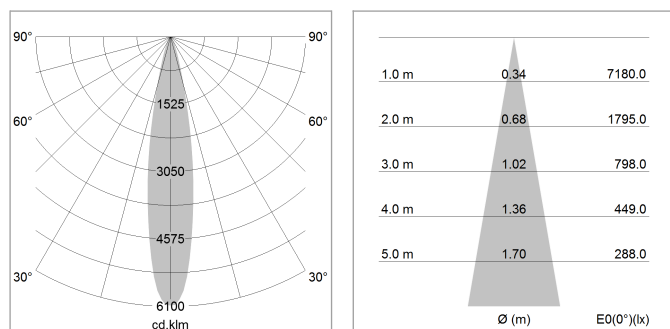 90° 90°
1525
60° 60°
3050
4575
30° 30°
6100
cd.klm
1.0 m 0.34 7180.0
2.0 m 0.68 1795.0
3.0 m 1.02 798.0
4.0 m 1.36 449.0
5.0 m 1.70 288.0
Ø (m) E0(0°)(lx)